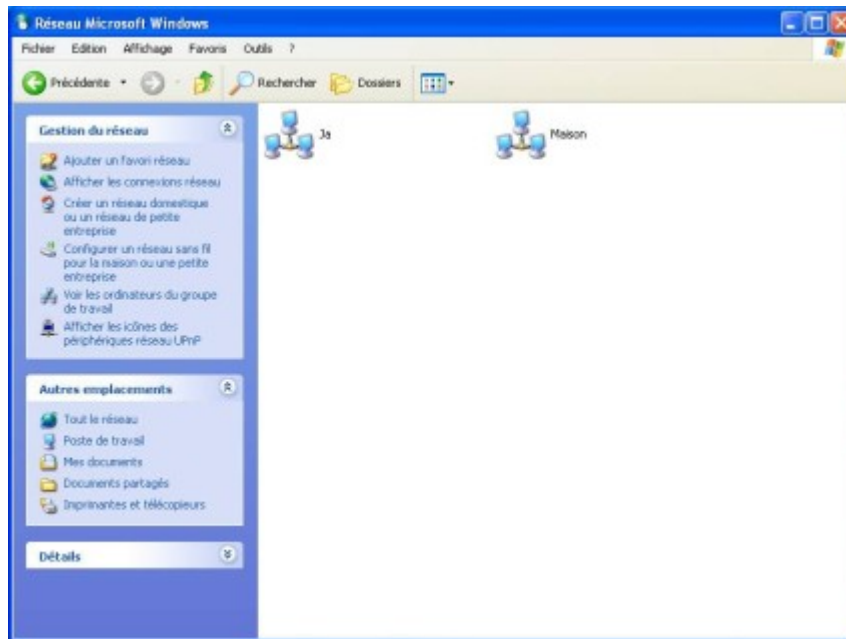 Réseau Microsoft Windows
Fichier Edition Affichage Favoris Outils ?
Précédente Rechercher Dossiers
Gestion du réseau
Ajouter un favori réseau
Afficher les connexions réseau
Créer un réseau domestique
ou un réseau de petite
entreprise
Configurer un réseau sans fil
pour la maison ou une petite
entreprise
Voir les ordinateurs du groupe
de travail
Afficher les icônes des
périphériques réseau UPnP
Autres emplacements
Tout le réseau
Poste de travail
Mes documents
Documents partagés
Imprimantes et télécopieurs
Détails
Ja
Maison